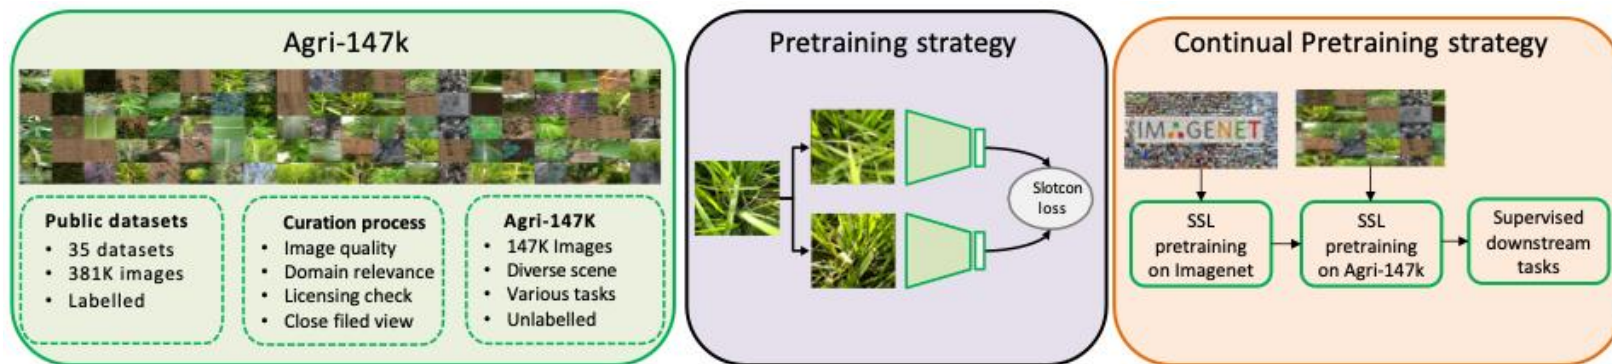 Agri-147k
Public datasets
• 35 datasets
• 381K images
• Labelled
Curation process
• Image quality
• Domain relevance
• Licensing check
• Close filed view
Agri-147K
• 147K Images
• Diverse scene
• Various tasks
• Unlabelled
Pretraining strategy
Slotcon
loss
Continual Pretraining strategy
IMAGENET
SSL
pretraining
on Imagenet
SSL
pretraining
on Agri-147k
Supervised
downstream
tasks